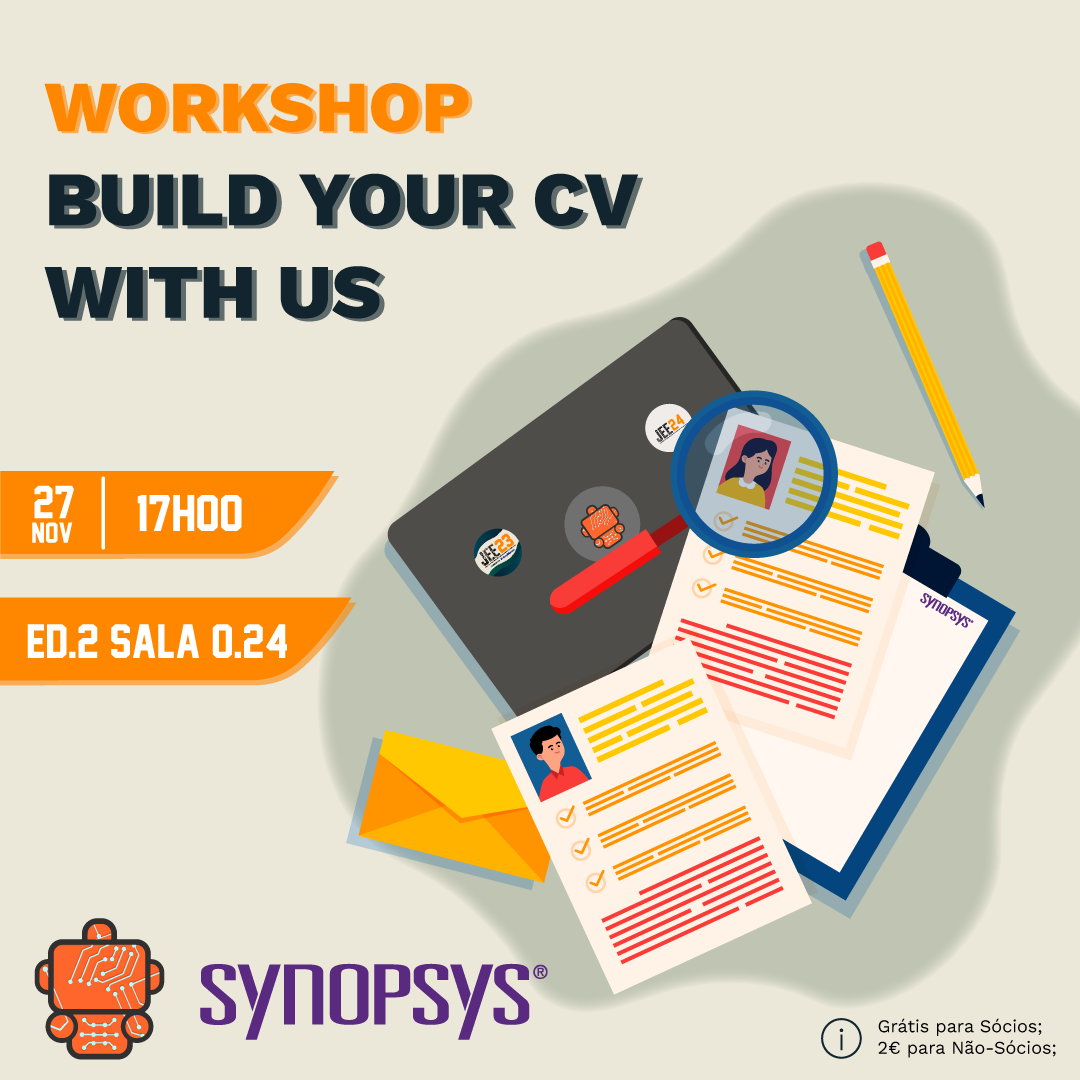 WORKSHOP
BUILD YOUR CV
WITH US
27
NOV
17H00
ED.2 SALA 0.24
JEE24
JEE23
SYNOPSYS®
SYNOPSYS®
Grátis para Sócios;
2€ para Não-Sócios;